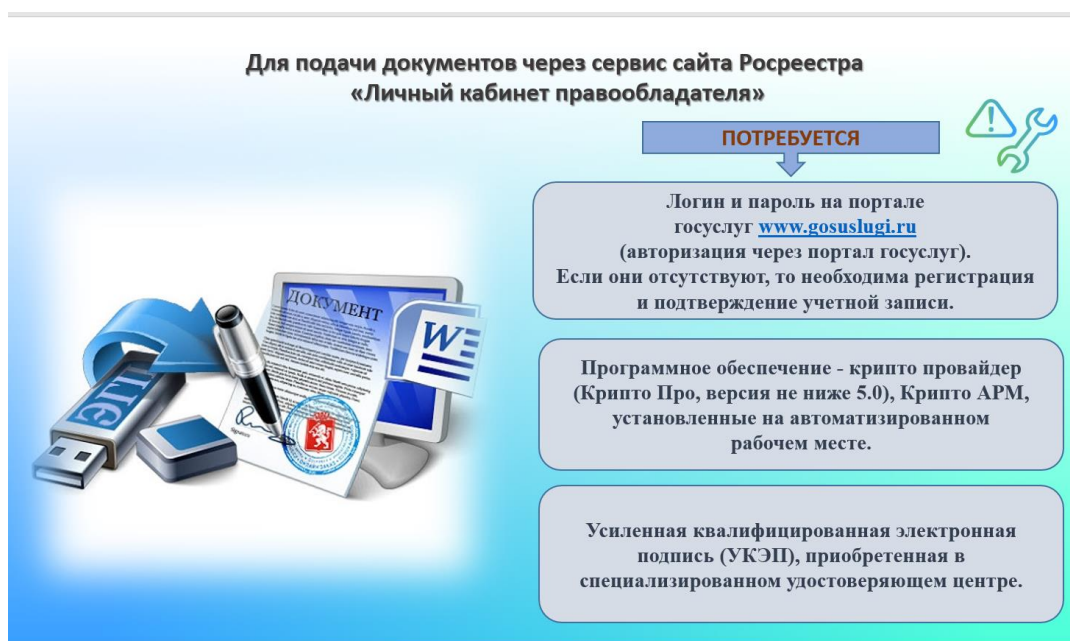 Для подачи документов через сервис сайта Росреестра
«Личный кабинет правообладателя»
ПОТРЕБУЕТСЯ
Логин и пароль на портале
госуслуг www.gosuslugi.ru
(авторизация через портал госуслуг).
Если они отсутствуют, то необходима регистрация
и подтверждение учетной записи.
ДОКУМЕНТ
W
Signature
Программное обеспечение - крипто провайдер
(Крипто Про, версия не ниже 5.0), Крипто АРМ,
установленные на автоматизированном
рабочем месте.
Усиленная квалифицированная электронная
подпись (УКЭП), приобретенная в
специализированном удостоверяющем центре.